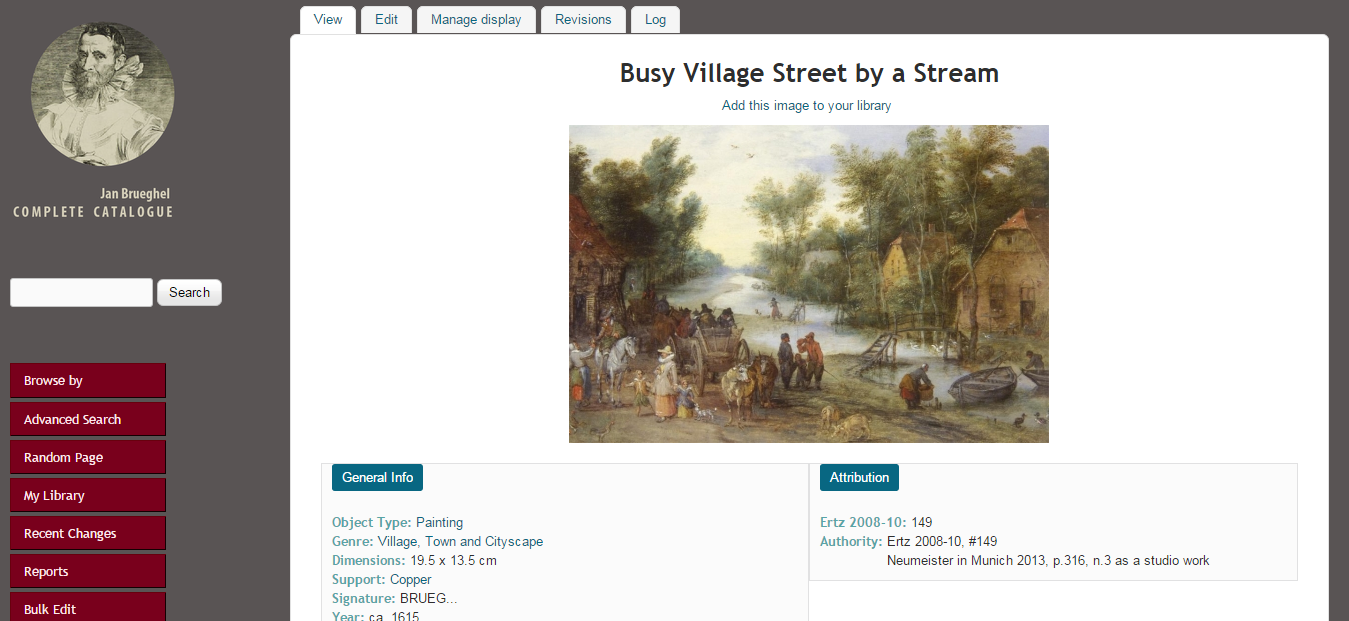 View Edit Manage display Revisions Log
Jan Brueghel
COMPLETE CATALOGUE
Search
Browse by
Advanced Search
Random Page
My Library
Recent Changes
Reports
Bulk Edit
Busy Village Street by a Stream
Add this image to your library
General Info
Object Type: Painting
Genre: Village, Town and Cityscape
Dimensions: 19.5 x 13.5 cm
Support: Copper
Signature: BRUEG...
Year: ca. 1615
Attribution
Ertz 2008-10: 149
Authority: Ertz 2008-10, #149
Neumeister in Munich 2013, p.316, n.3 as a studio work